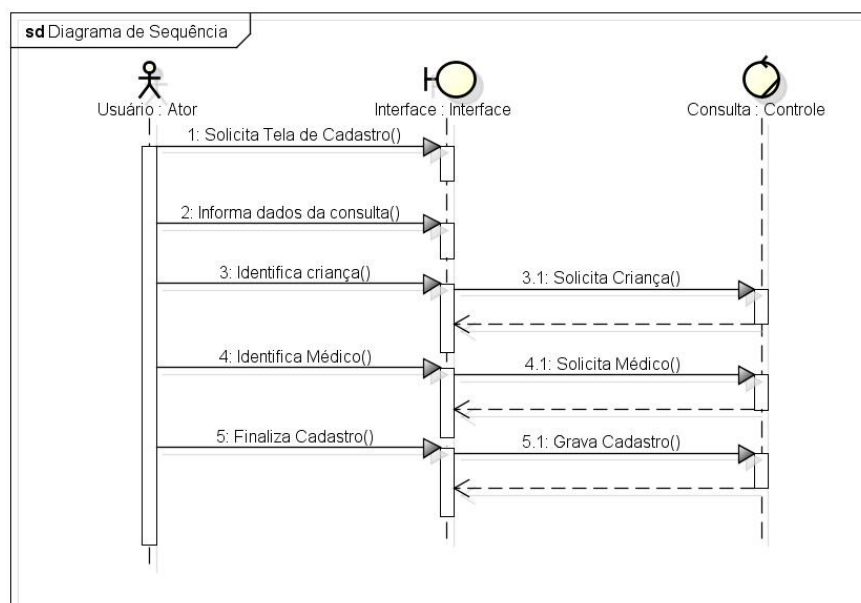 sd Diagrama de Sequência
Usuário : Ator
Interface : Interface
Consulta : Controle
1: Solicita Tela de Cadastro()
2: Informa dados da consulta()
3: Identifica criança()
3.1: Solicita Criança()
4: Identifica Médico()
4.1: Solicita Médico()
5: Finaliza Cadastro()
5.1: Grava Cadastro()